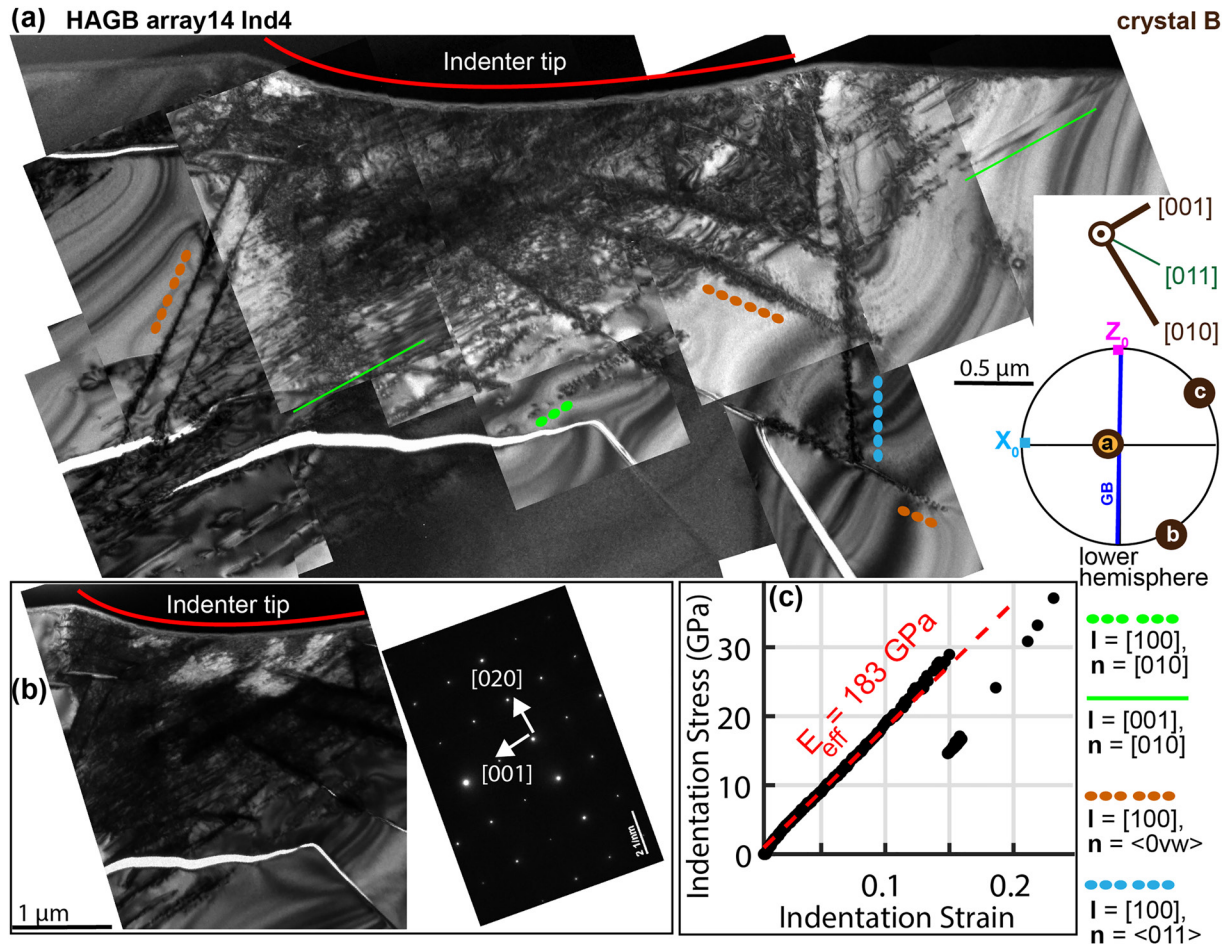 (a) HAGB array14 Ind4
crystal B
Indenter tip
[001]
[011]
[010]
0.5 µm
Z0
c
X0
a
GB
b
lower
hemisphere
(b)
Indenter tip
[020]
[001]
2.1/nm
1 µm
(c)
Indentation Stress (GPa)
30
20
10
0
Eeff = 183 GPa
0.1
0.2
Indentation Strain
l = [100],
n = [010]
l = [001],
n = [010]
l = [100],
n = <0vw>
l = [100],
n = <011>